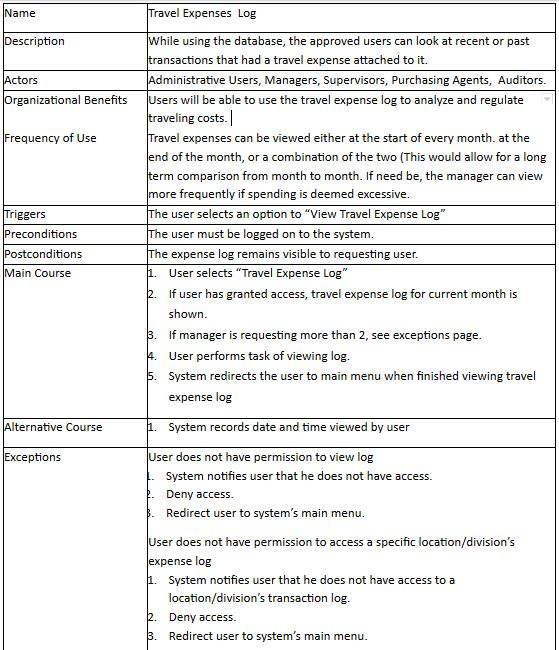 Name Travel Expenses Log
Description While using the database, the approved users can look at recent or past
transactions that had a travel expense attached to it.
Actors Administrative Users, Managers, Supervisors, Purchasing Agents, Auditors.
Organizational Benefits Users will be able to use the travel expense log to analyze and regulate
traveling costs.
Frequency of Use Travel expenses can be viewed either at the start of every month. at the
end of the month, or a combination of the two (This would allow for a long
term comparison from month to month. If need be, the manager can view
more frequently if spending is deemed excessive.
Triggers The user selects an option to “View Travel Expense Log”
Preconditions The user must be logged on to the system.
Postconditions The expense log remains visible to requesting user.
Main Course 1. User selects “Travel Expense Log”
2. If user has granted access, travel expense log for current month is
shown.
3. If manager is requesting more than 2, see exceptions page.
4. User performs task of viewing log.
5. System redirects the user to main menu when finished viewing travel
expense log
Alternative Course 1. System records date and time viewed by user
Exceptions User does not have permission to view log
1. System notifies user that he does not have access.
2. Deny access.
3. Redirect user to system’s main menu.
User does not have permission to access a specific location/division’s
expense log
1. System notifies user that he does not have access to a
location/division’s transaction log.
2. Deny access.
3. Redirect user to system’s main menu.